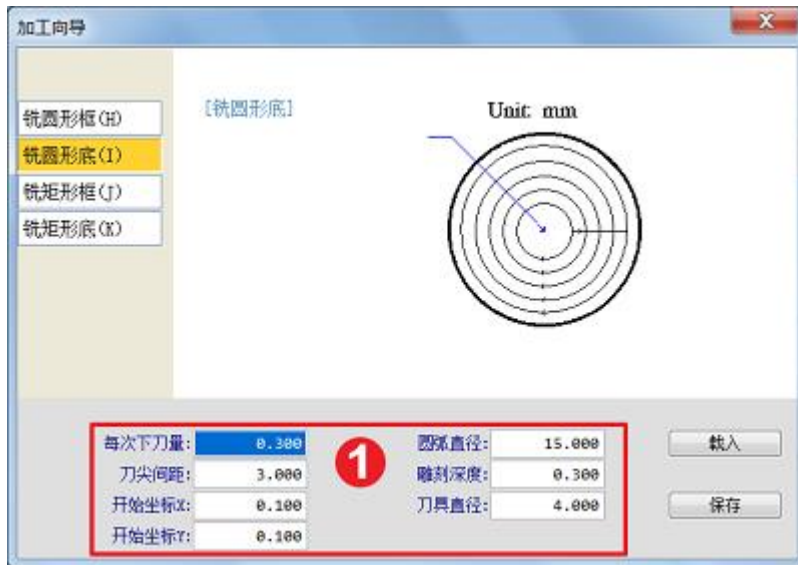 加工向导
铣圆形框(H)
铣圆形底(I)
铣矩形框(J)
铣矩形底(K)
[铣圆形底]
Unit: mm
每次下刀量: 0.300
刀尖间距: 3.000
开始坐标X: 0.100
开始坐标Y: 0.100
1
圆弧直径: 15.000
雕刻深度: 0.300
刀具直径: 4.000
载入
保存